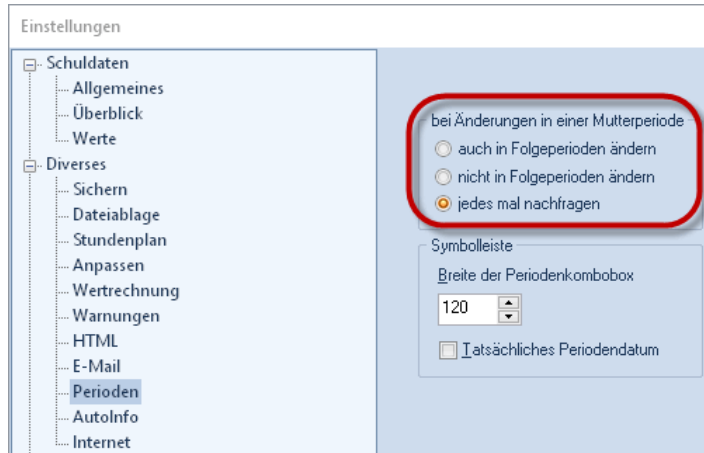 Einstellungen
Schuldaten
Allgemeines
Überblick
Werte
Diverses
Sichern
Dateiablage
Stundenplan
Anpassen
Wertrechnung
Warnungen
HTML
E-Mail
Perioden
AutoInfo
Internet
bei Änderungen in einer Mutterperiode
auch in Folgeperioden ändern
nicht in Folgeperioden ändern
jedes mal nachfragen
Symbolleiste
Breite der Periodenkombobox
120
Tatsächliches Periodendatum